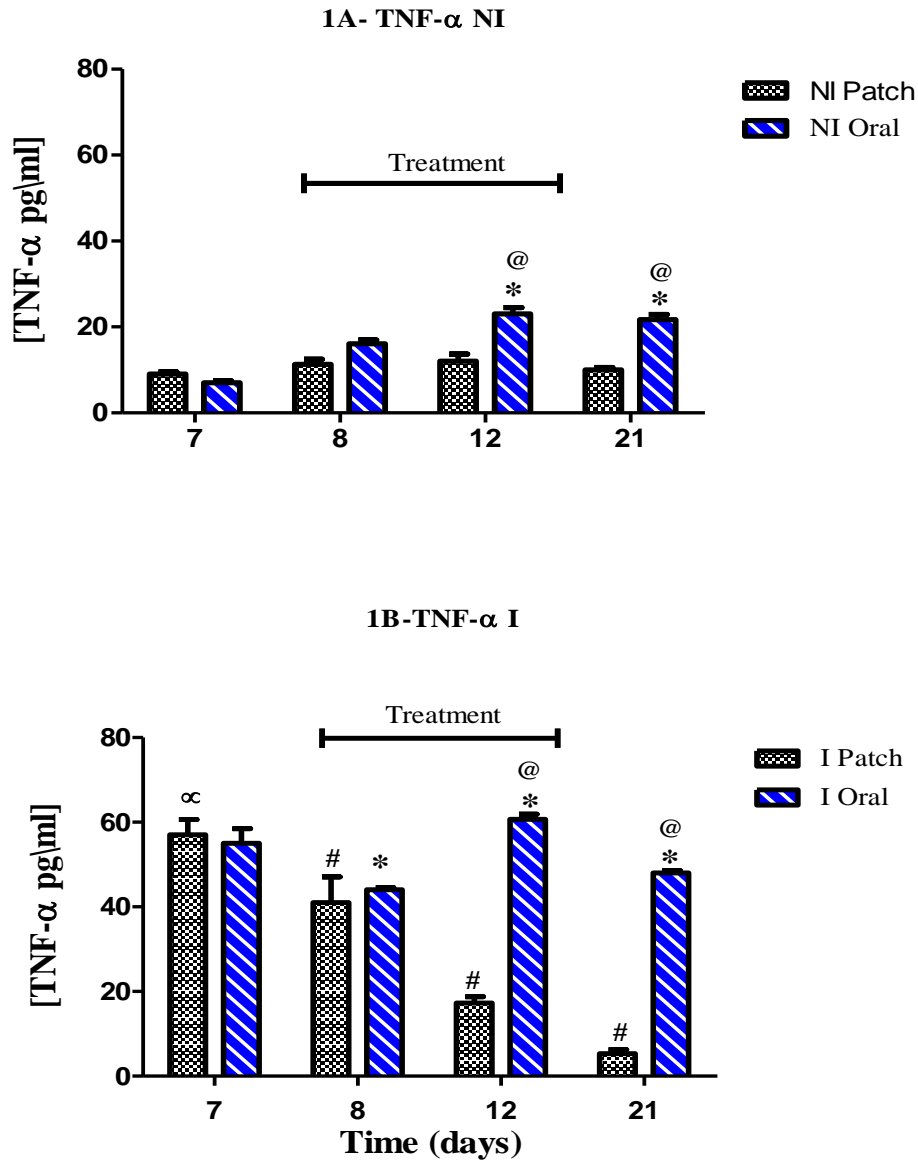 1A- TNF-α NI
[TNF-α pg\ml]
80
60
40
20
0
Treatment
@
*
@
*
7 8 12 21
NI Patch
NI Oral
1B-TNF-α I
[TNF-α pg\ml]
80
60
40
20
0
Treatment
∝
#
*
#
@
*
#
@
*
7 8 12 21
Time (days)
I Patch
I Oral